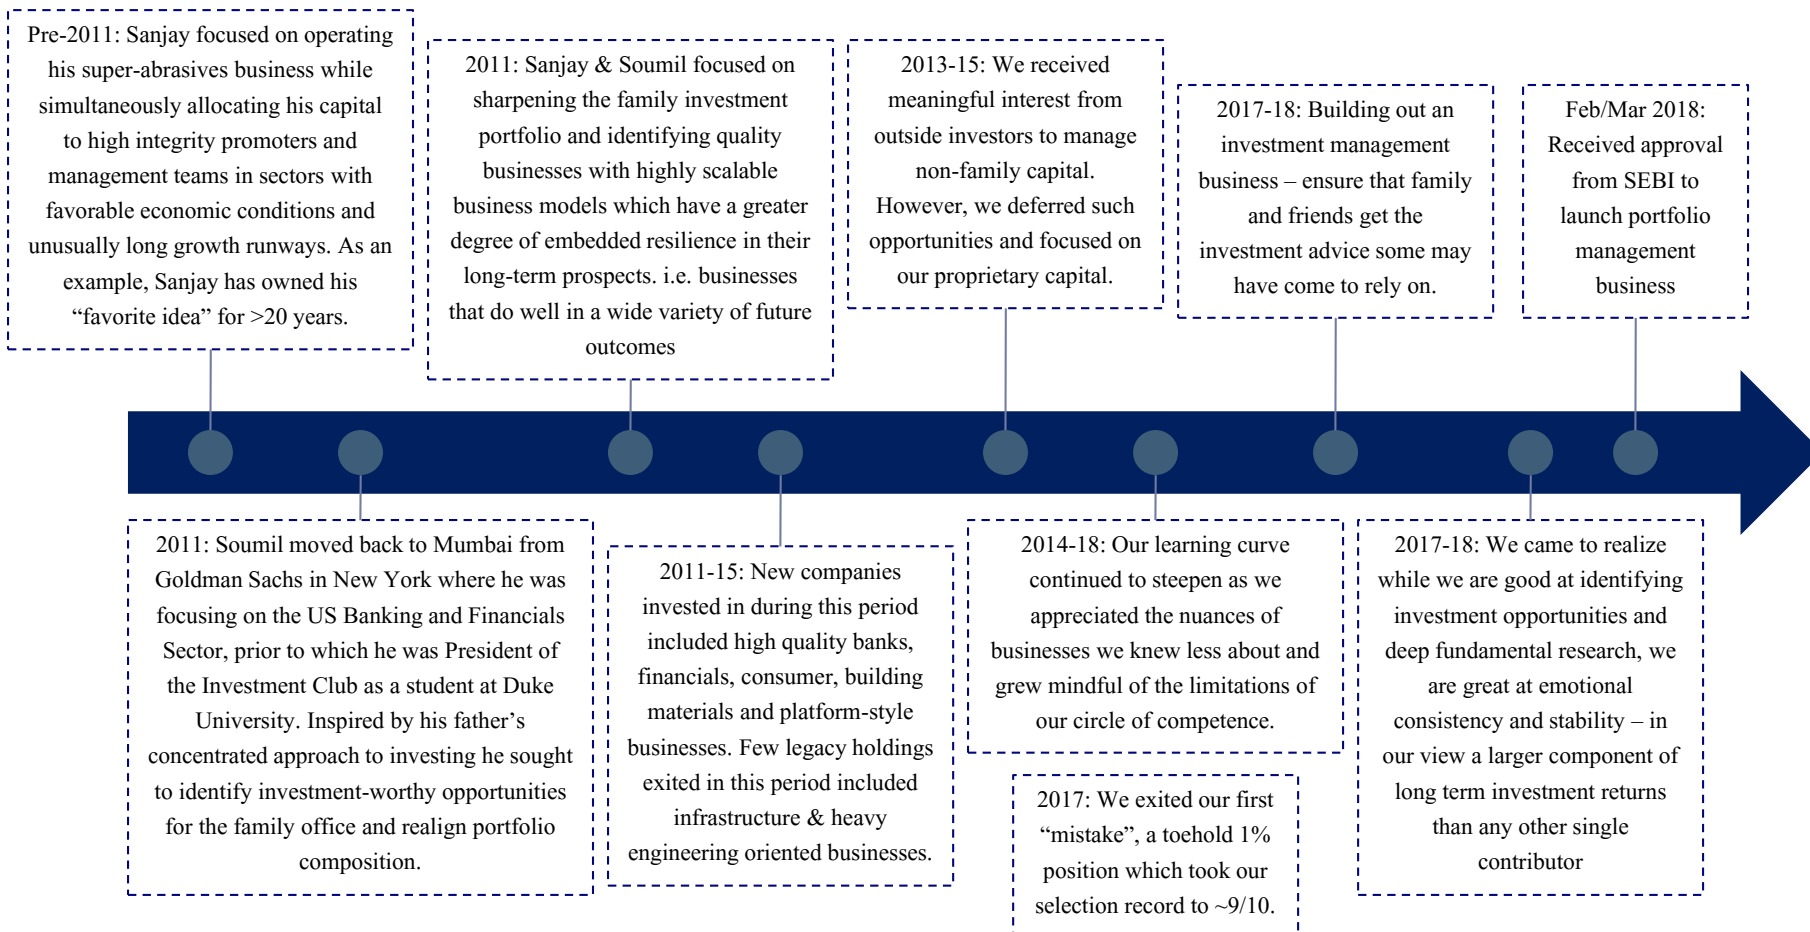 Pre-2011: Sanjay focused on operating
his super-abrasives business while
simultaneously allocating his capital
to high integrity promoters and
management teams in sectors with
favorable economic conditions and
unusually long growth runways. As an
example, Sanjay has owned his
“favorite idea” for >20 years.
2011: Sanjay & Soumil focused on
sharpening the family investment
portfolio and identifying quality
businesses with highly scalable
business models which have a greater
degree of embedded resilience in their
long-term prospects. i.e. businesses
that do well in a wide variety of future
outcomes
2013-15: We received
meaningful interest from
outside investors to manage
non-family capital.
However, we deferred such
opportunities and focused on
our proprietary capital.
2017-18: Building out an
investment management
business – ensure that family
and friends get the
investment advice some may
have come to rely on.
Feb/Mar 2018:
Received approval
from SEBI to
launch portfolio
management
business
2011: Soumil moved back to Mumbai from
Goldman Sachs in New York where he was
focusing on the US Banking and Financials
Sector, prior to which he was President of
the Investment Club as a student at Duke
University. Inspired by his father’s
concentrated approach to investing he sought
to identify investment-worthy opportunities
for the family office and realign portfolio
composition.
2011-15: New companies
invested in during this period
included high quality banks,
financials, consumer, building
materials and platform-style
businesses. Few legacy holdings
exited in this period included
infrastructure & heavy
engineering oriented businesses.
2014-18: Our learning curve
continued to steepen as we
appreciated the nuances of
businesses we knew less about and
grew mindful of the limitations of
our circle of competence.
2017: We exited our first
“mistake”, a toehold 1%
position which took our
selection record to ~9/10.
2017-18: We came to realize
while we are good at identifying
investment opportunities and
deep fundamental research, we
are great at emotional
consistency and stability – in
our view a larger component of
long term investment returns
than any other single
contributor